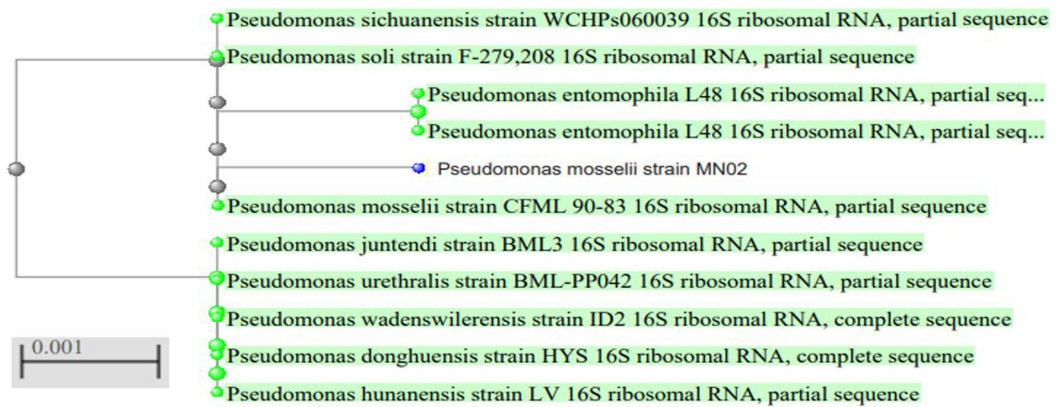 Pseudomonas sichuanensis strain WCHPs060039 16S ribosomal RNA, partial sequence
Pseudomonas soli strain F-279,208 16S ribosomal RNA, partial sequence
Pseudomonas entomophila L48 16S ribosomal RNA, partial seq...
Pseudomonas entomophila L48 16S ribosomal RNA, partial seq...
Pseudomonas mosselii strain MN02
Pseudomonas mosselii strain CFML 90-83 16S ribosomal RNA, partial sequence
Pseudomonas juntendi strain BML3 16S ribosomal RNA, partial sequence
Pseudomonas urethralis strain BML-PP042 16S ribosomal RNA, partial sequence
Pseudomonas wadenswilerensis strain ID2 16S ribosomal RNA, complete sequence
0.001
Pseudomonas donghuensis strain HYS 16S ribosomal RNA, complete sequence
Pseudomonas hunanensis strain LV 16S ribosomal RNA, partial sequence